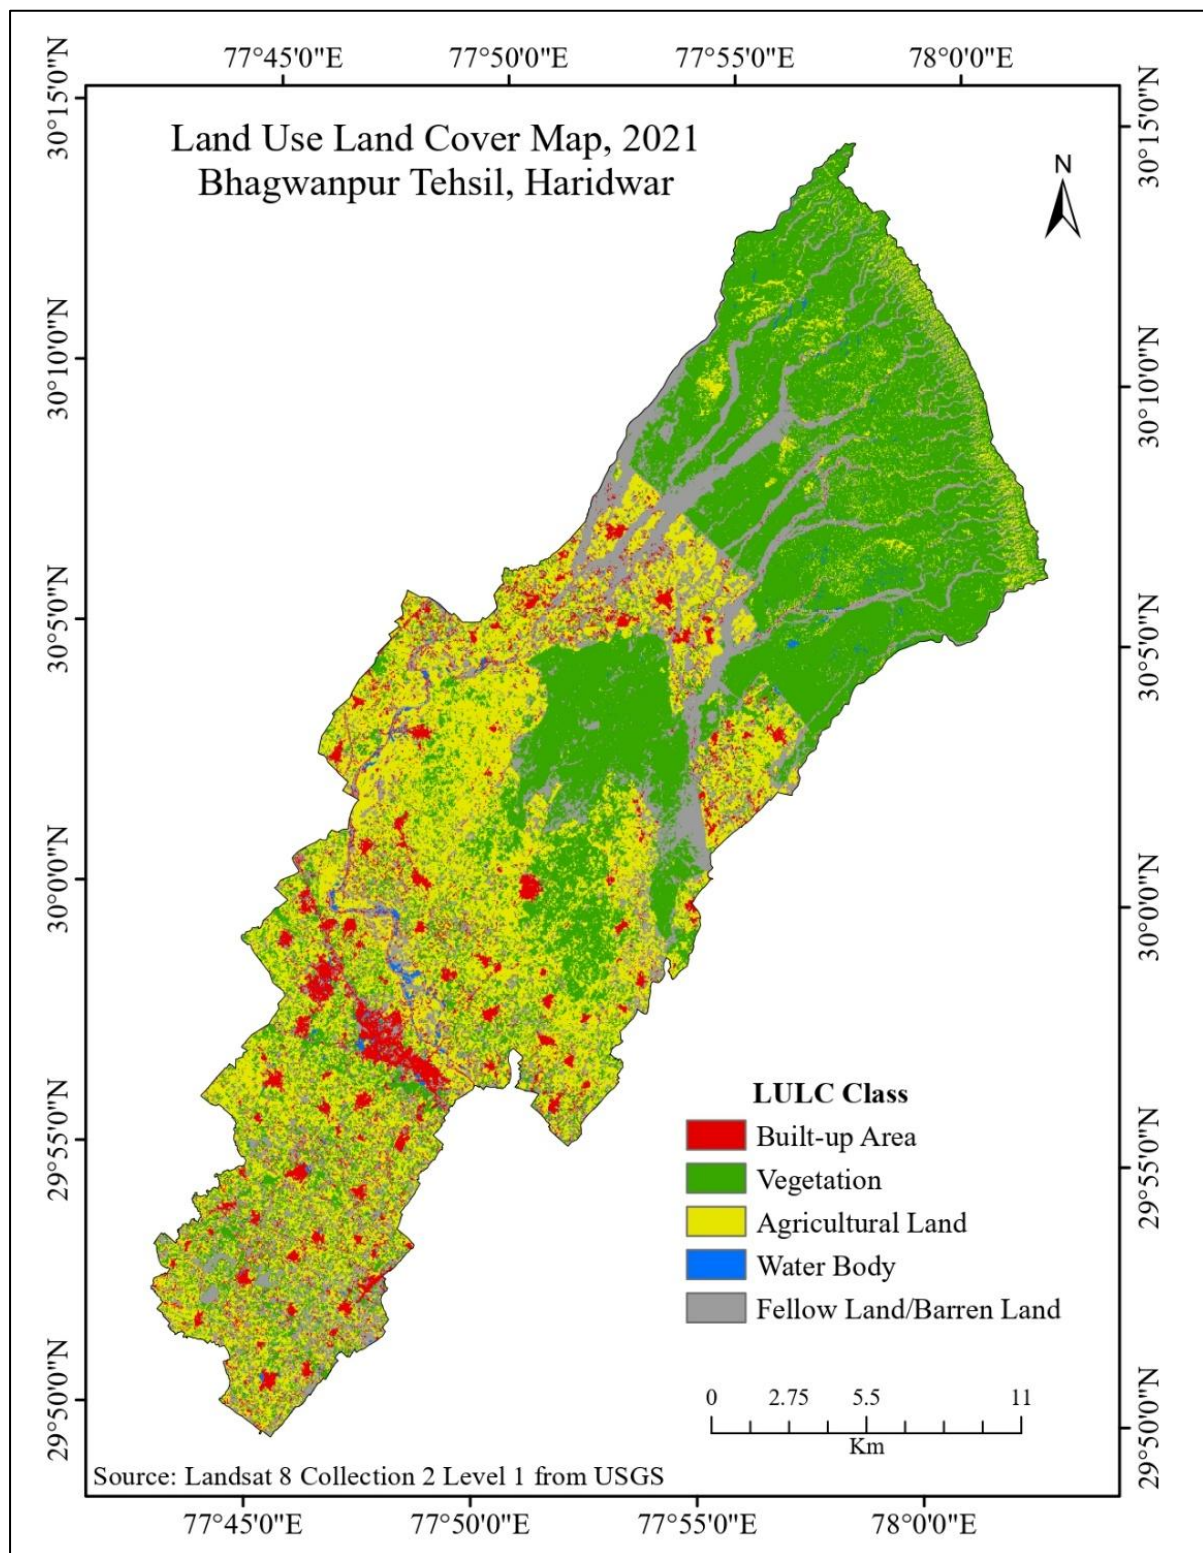 77°45'0"E 77°50'0"E 77°55'0"E 78°0'0"E
30°15'0"N
30°15'0"N
Land Use Land Cover Map, 2021
Bhagwanpur Tehsil, Haridwar
N
30°10'0"N
30°10'0"N
30°5'0"N
30°5'0"N
30°0'0"N
30°0'0"N
LULC Class
Built-up Area
Vegetation
Agricultural Land
Water Body
Fellow Land/Barren Land
29°55'0"N
29°55'0"N
0 2.75 5.5 11
Km
29°50'0"N
29°50'0"N
Source: Landsat 8 Collection 2 Level 1 from USGS
77°45'0"E 77°50'0"E 77°55'0"E 78°0'0"E